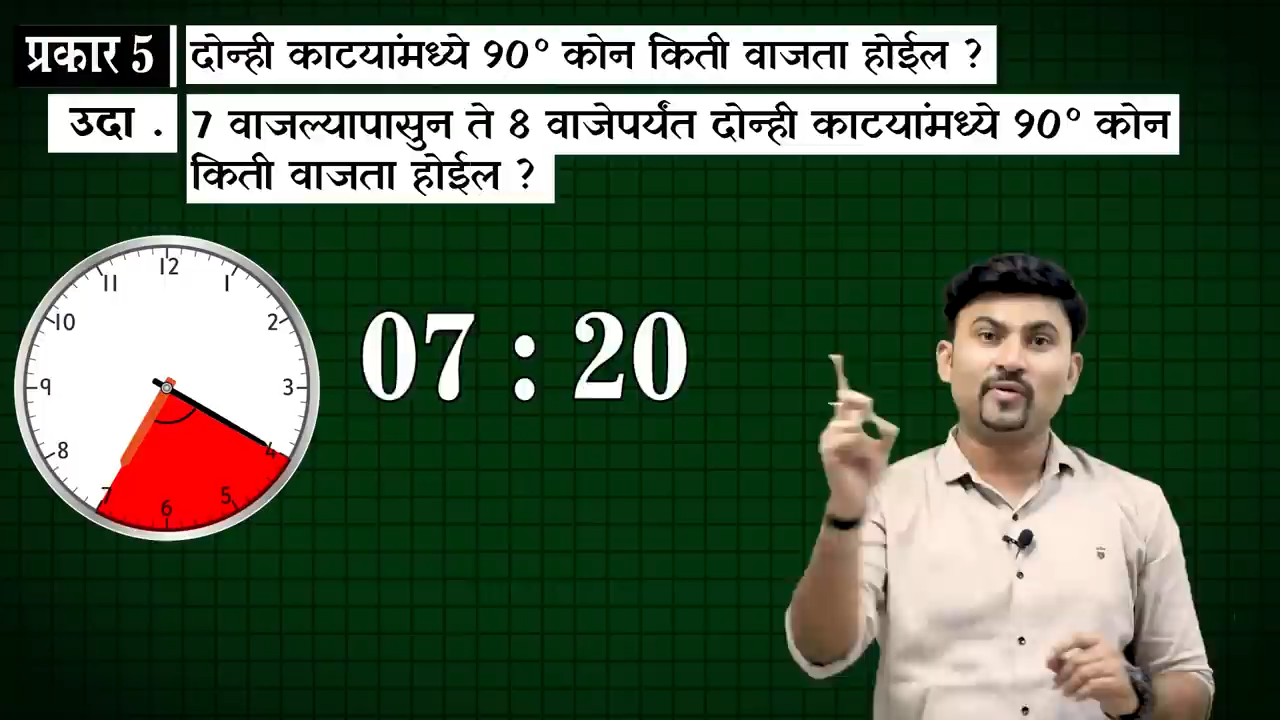 प्रकार 5
दोन्ही काटयांमध्ये 90° कोन किती वाजता होईल ?
उदा .
7 वाजल्यापासुन ते 8 वाजेपर्यंत दोन्ही काटयांमध्ये 90° कोन
किती वाजता होईल ?
12
11
1
10
2
9
3
8
4
7
5
6
07 : 20